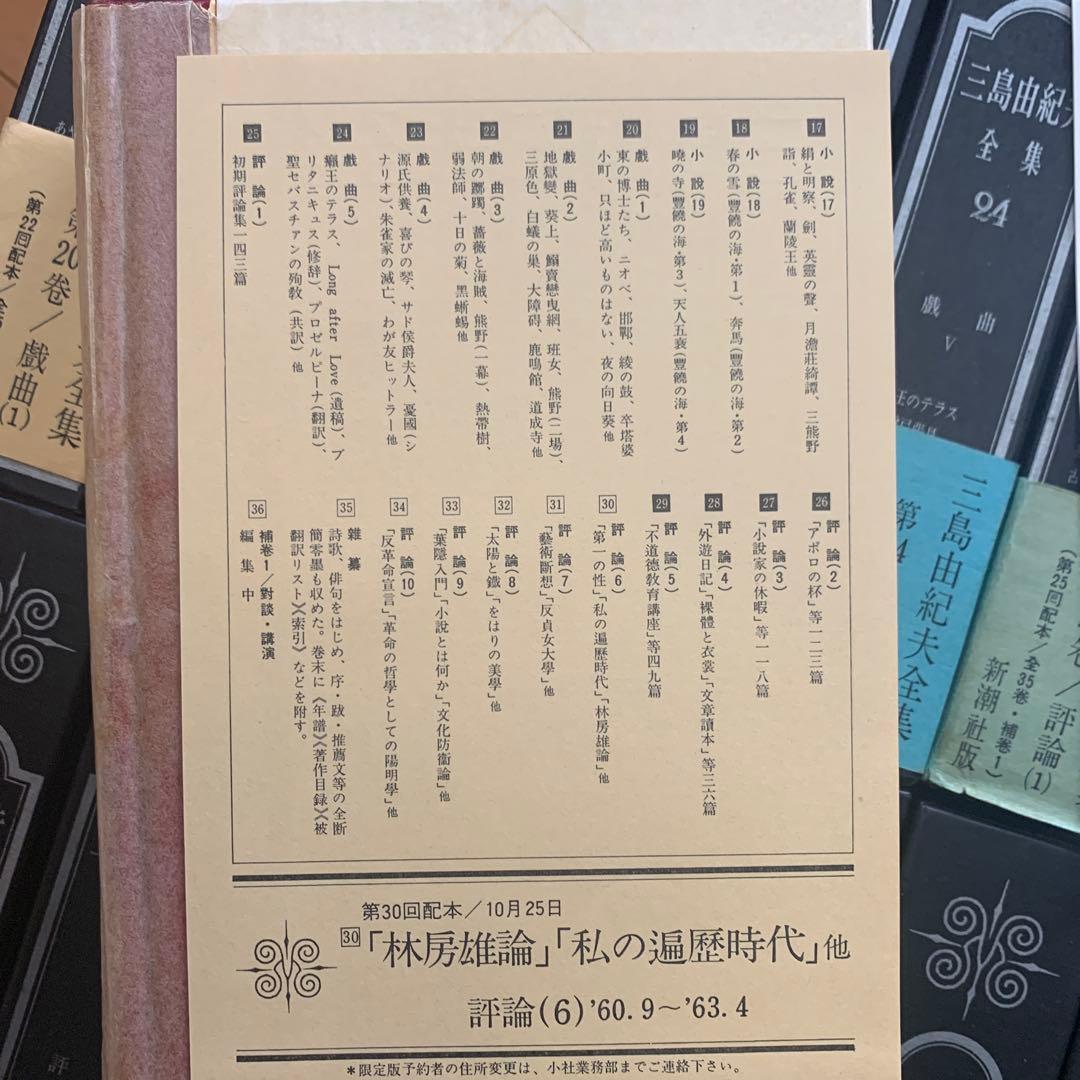 17
小　説(17)
絹と明察、剣、英靈の聲、月澹荘綺譚、三熊野
詣、孔雀、蘭陵王他
18
小　説(18)
春の雪(豐饒の海・第1)、奔馬(豐饒の海・第2)
19
小　説(19)
曉の寺(豐饒の海・第3)、天人五衰(豐饒の海・第4)
20
戯　曲(1)
東の博士たち、ニオベ、邯鄲、綾の鼓、卒塔婆
小町、只ほど高いものはない、夜の向日葵他
21
戯　曲(2)
地獄變、葵上、鰯賣戀曳網、班女、熊野(二場)、
三原色、白蟻の巣、大障碍、鹿鳴館、道成寺他
22
戯　曲(3)
朝の躑躅、薔薇と海賊、熊野(一幕)、熱帶樹、
弱法師、十日の菊、黒蜥蜴他
23
戯　曲(4)
源氏供養、喜びの琴、サド侯爵夫人、憂國(シ
ナリオ)、朱雀家の滅亡、わが友ヒットラー他
24
戯　曲(5)
癩王のテラス、Long after Love(遺稿)、ブ
リタニキュス(修辞)、プロゼルピーナ(翻訳)、
聖セバスチァンの殉教(共訳)他
25
評　論(1)
初期評論集一四三篇
26
評　論(2)
「アポロの杯」等一二三篇
27
評　論(3)
「小説家の休暇」等一一八篇
28
評　論(4)
「外遊日記」「裸體と衣裳」「文章讀本」等三六篇
29
評　論(5)
「不道德教育講座」等四九篇
30
評　論(6)
「第一の性」「私の遍歴時代」「林房雄論」他
31
評　論(7)
「藝術斷想」「反貞女大學」他
32
評　論(8)
「太陽と鐵」「をはりの美學」他
33
評　論(9)
「葉隱入門」「小説とは何か」「文化防衞論」他
34
評　論(10)
「反革命宣言」「革命の哲學としての陽明學」他
35
雜　纂
詩歌、俳句をはじめ、序・跋・推薦文等の全断
簡零墨も収めた。巻末に《年譜》《著作目録》《被
翻訳リスト》《索引》などを附す。
36
補巻1／對談・講演
編　集　中
第30回配本／10月25日
30「林房雄論」「私の遍歴時代」他
評論(6)'60.9～'63.4
＊限定版予約者の住所変更は、小社業務部までご連絡下さい。
三島由紀夫
全集
24
戯　曲
V
王のテラス
三島由紀夫全集
第
4
巻／評論(1)
(第25回配本／全35巻・補巻1)
新潮社版
全集
20巻／戯曲(1)
(第22回配本／
評